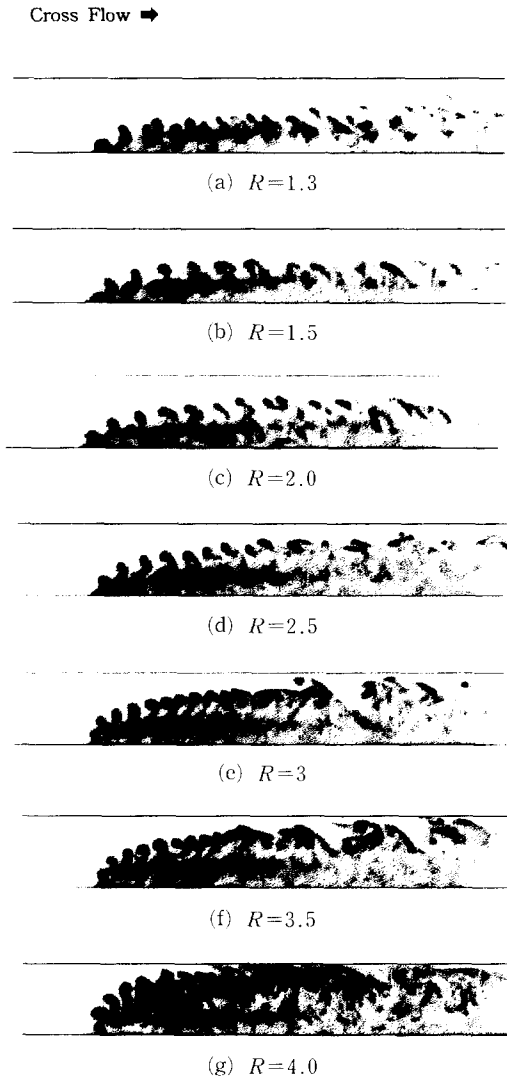 Cross Flow ➡
(a) R=1.3
(b) R=1.5
(c) R=2.0
(d) R=2.5
(e) R=3
(f) R=3.5
(g) R=4.0